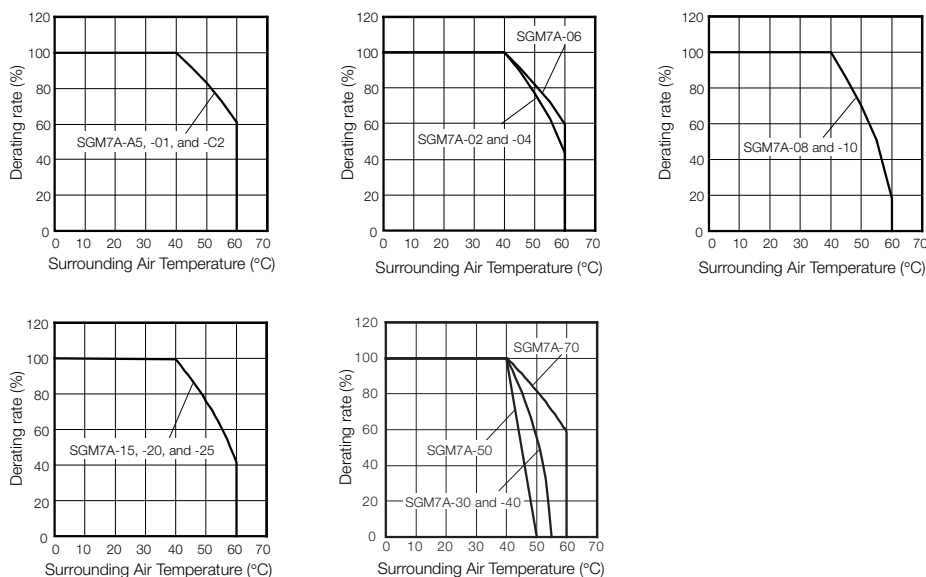 120
100
80
60
40
20
0
Derating rate (%)
SGM7A-A5, -01, and -C2
0 10 20 30 40 50 60 70
Surrounding Air Temperature (°C)
120
100
80
60
40
20
0
Derating rate (%)
SGM7A-06
SGM7A-02 and -04
0 10 20 30 40 50 60 70
Surrounding Air Temperature (°C)
120
100
80
60
40
20
0
Derating rate (%)
SGM7A-08 and -10
0 10 20 30 40 50 60 70
Surrounding Air Temperature (°C)
120
100
80
60
40
20
0
Derating rate (%)
SGM7A-15, -20, and -25
0 10 20 30 40 50 60 70
Surrounding Air Temperature (°C)
120
100
80
60
40
20
0
Derating rate (%)
SGM7A-70
SGM7A-50
SGM7A-30 and -40
0 10 20 30 40 50 60 70
Surrounding Air Temperature (°C)